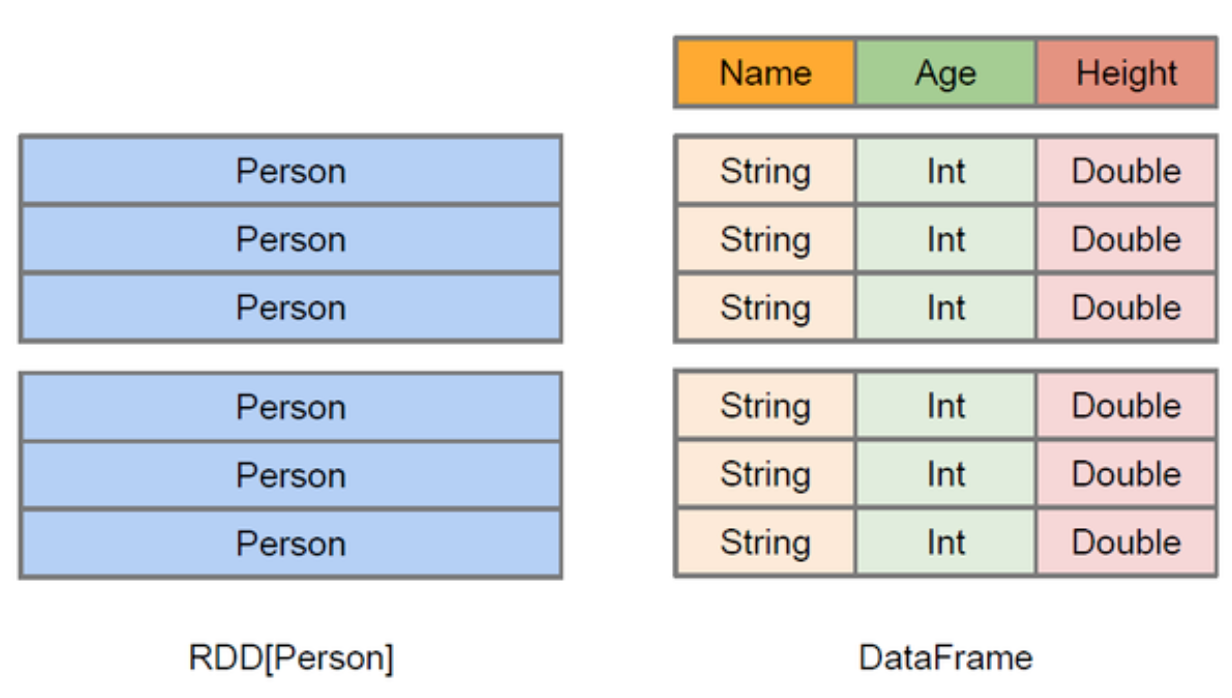 Name Age Height
Person String Int Double
Person String Int Double
Person String Int Double
Person String Int Double
Person String Int Double
Person String Int Double
RDD[Person] DataFrame